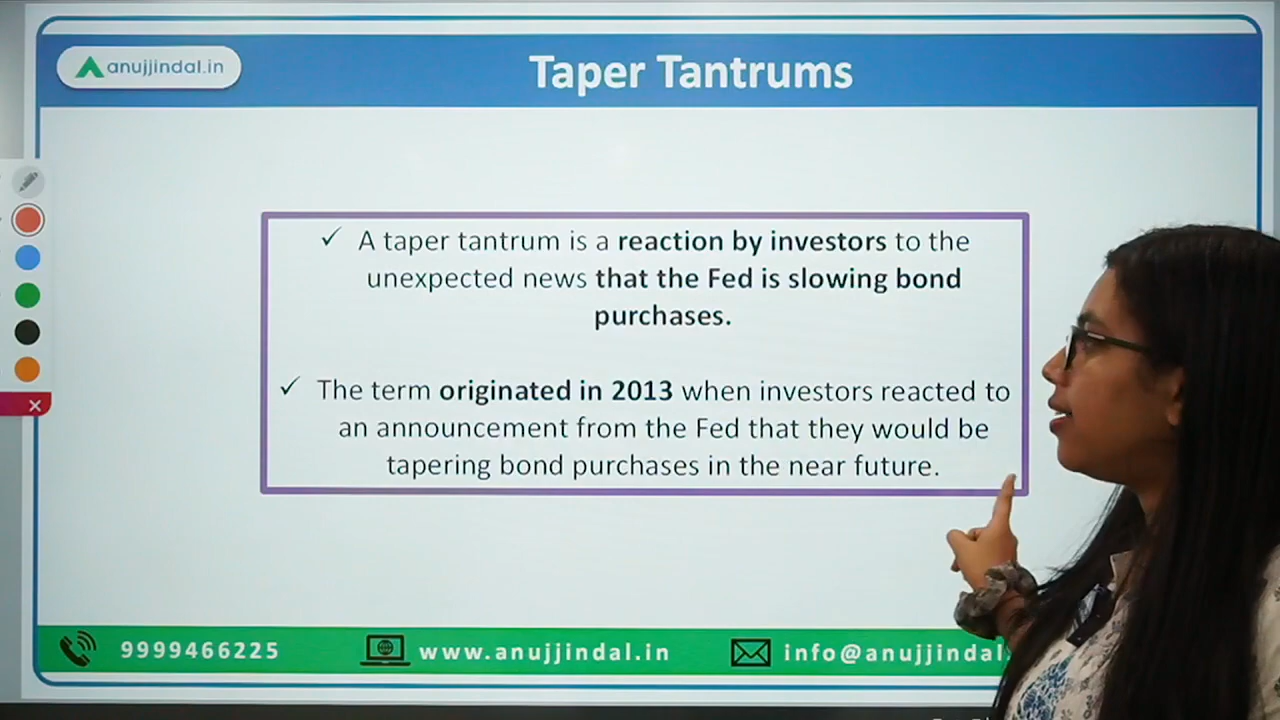 anujjindal.in
Taper Tantrums
✓ A taper tantrum is a reaction by investors to the
unexpected news that the Fed is slowing bond
purchases.
✓ The term originated in 2013 when investors reacted to
an announcement from the Fed that they would be
tapering bond purchases in the near future.
9999466225
www.anujjindal.in
info@anujjindal